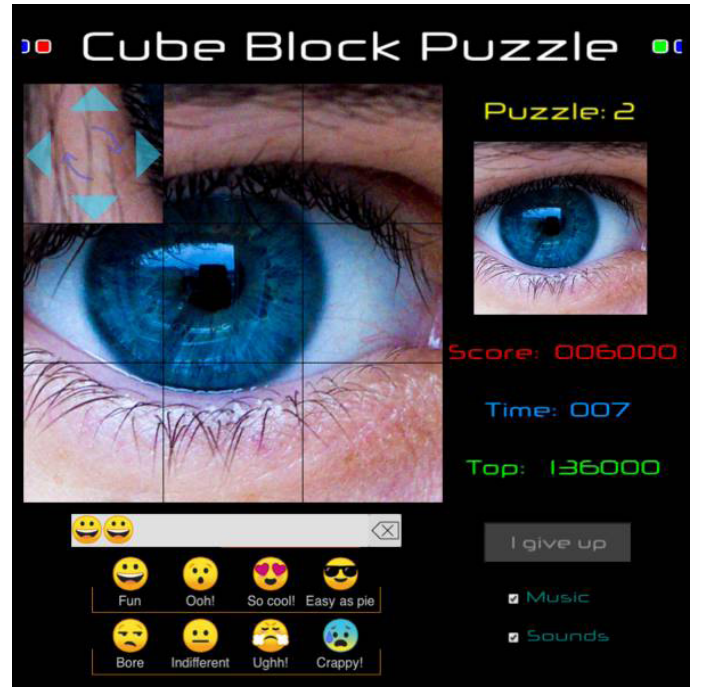 Cube Block Puzzle
Puzzle: 2
Score: 006000
Time: 007
Top: 136000
I give up
Fun Ooh! So cool! Easy as pie
Music
Bore Indifferent Ughh! Crappy!
Sounds